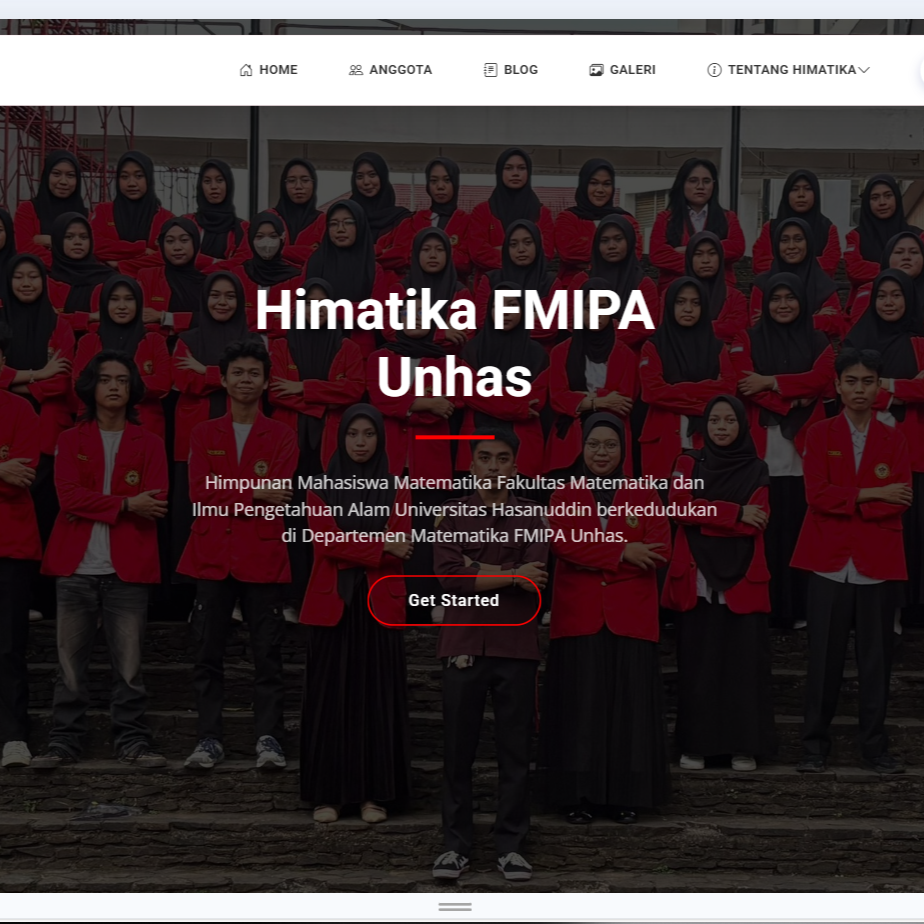 HOME ANGGOTA BLOG GALERI TENTANG HIMATIKA
Himatika FMIPA
Unhas
Himpunan Mahasiswa Matematika Fakultas Matematika dan
Ilmu Pengetahuan Alam Universitas Hasanuddin berkedudukan
di Departemen Matematika FMIPA Unhas.
Get Started